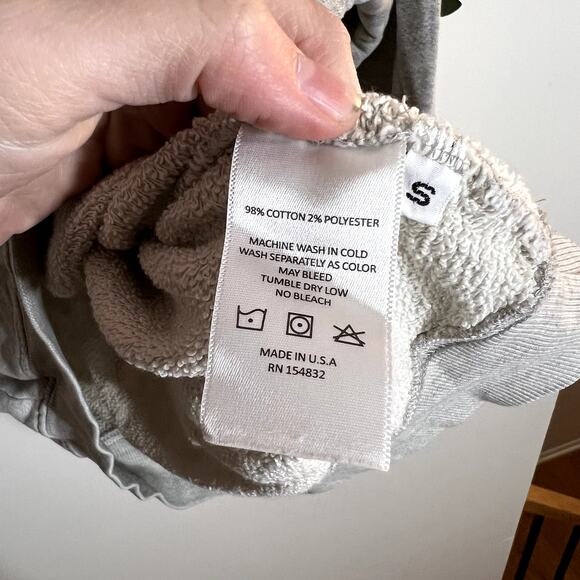 98% COTTON 2% POLYESTER
S
MACHINE WASH IN COLD
WASH SEPARATELY AS COLOR
MAY BLEED
TUMBLE DRY LOW
NO BLEACH
MADE IN U.S.A
RN 154832